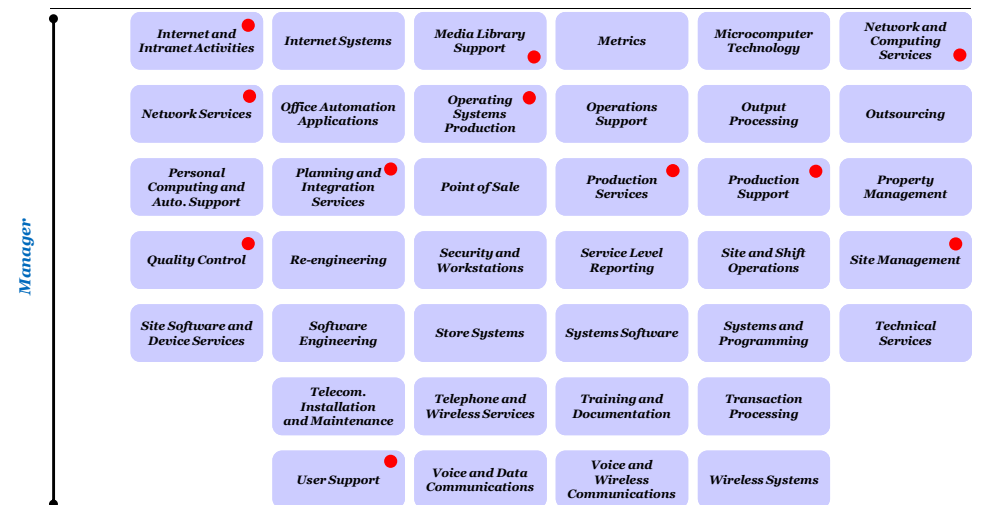 Manager
Internet and
Intranet Activities
Internet Systems
Media Library
Support
Metrics
Microcomputer
Technology
Network and
Computing
Services
Network Services
Office Automation
Applications
Operating
Systems
Production
Operations
Support
Output
Processing
Outsourcing
Personal
Computing and
Auto. Support
Planning and
Integration
Services
Point of Sale
Production
Services
Production
Support
Property
Management
Quality Control
Re-engineering
Security and
Workstations
Service Level
Reporting
Site and Shift
Operations
Site Management
Site Software and
Device Services
Software
Engineering
Store Systems
Systems Software
Systems and
Programming
Technical
Services
Telecom.
Installation
and Maintenance
Telephone and
Wireless Services
Training and
Documentation
Transaction
Processing
User Support
Voice and Data
Communications
Voice and
Wireless
Communications
Wireless Systems